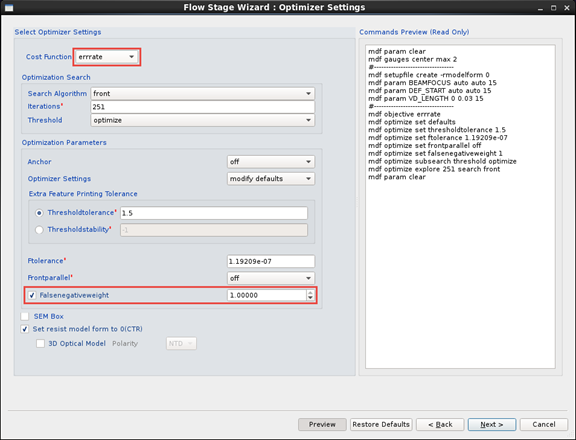 Flow Stage Wizard : Optimizer Settings
Select Optimizer Settings
Cost Function errrate
Optimization Search
Search Algorithm front
Iterations* 251
Threshold optimize
Optimization Parameters
Anchor off
Optimizer Settings modify defaults
Extra Feature Printing Tolerance
Thresholdtolerance* 1.5
Thresholdstability* -1
Ftolerance* 1.19209e-07
Frontparallel* off
Falsenegativeweight 1.00000
SEM Box
Set resist model form to 0(CTR)
3D Optical Model Polarity NTD
Commands Preview (Read Only)
mdf param clear
mdf gauges center max 2
#--------------------------------
mdf setupfile create -rmodelform 0
mdf param BEAMFOCUS auto auto 15
mdf param DEF_START auto auto 15
mdf param VD_LENGTH 0 0.03 15
#--------------------------------
mdf objective errrate
mdf optimize set defaults
mdf optimize set thresholdtolerance 1.5
mdf optimize set ftolerance 1.19209e-07
mdf optimize set frontparallel off
mdf optimize set falsenegativeweight 1
mdf optimize subsearch threshold optimize
mdf optimize explore 251 search front
mdf param clear
Preview Restore Defaults < Back Next > Cancel